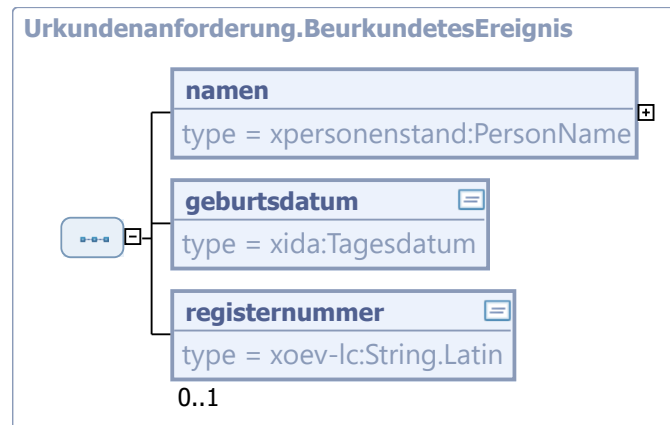 Urkundenanforderung.BeurkundetesEreignis
namen
type = xpersonenstand:PersonName
geburtsdatum
type = xida:Tagesdatum
registernummer
type = xoev-lc:String.Latin
0..1